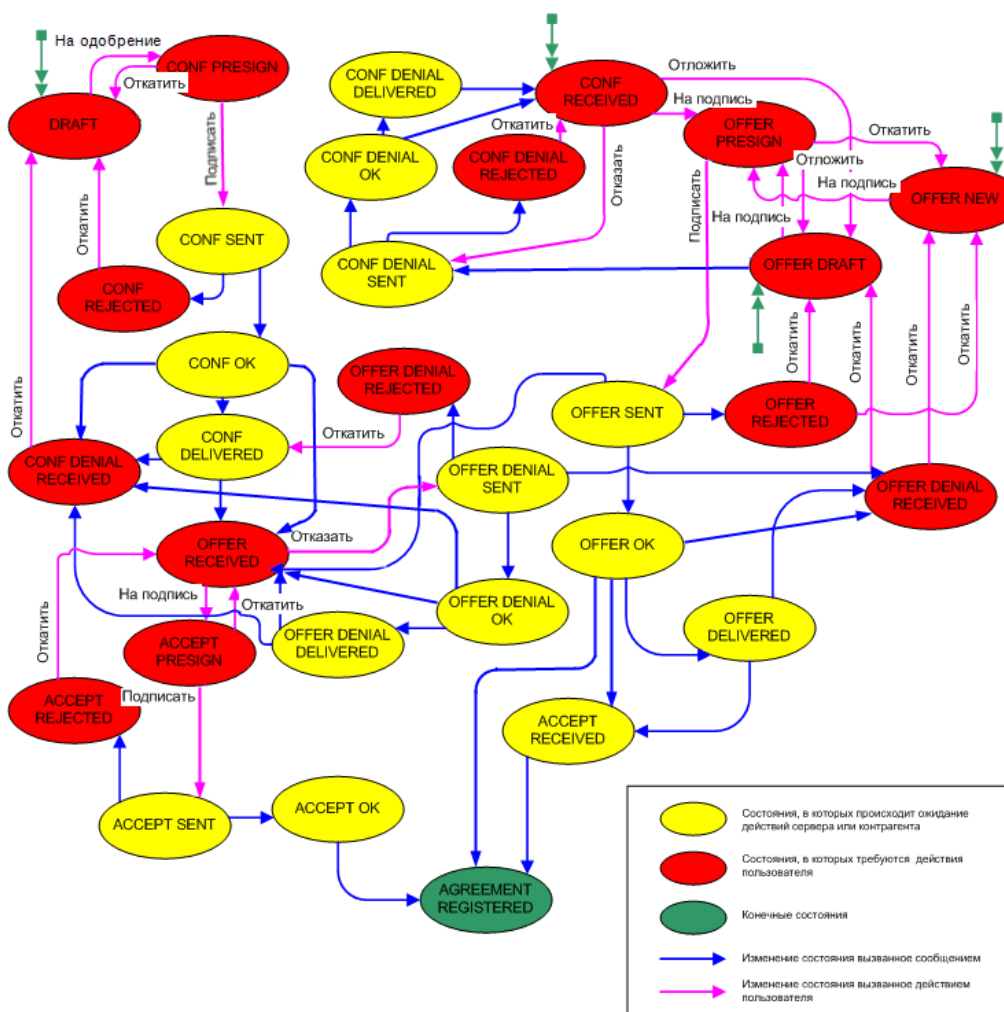 На одобрение
CONF PRESIGN
Откатить
DRAFT
Подписать
Откатить
CONF SENT
CONF
REJECTED
Откатить
CONF OK
CONF
DELIVERED
CONF DENIAL
RECEIVED
OFFER
RECEIVED
Отказать
На подпись
Откатить
ACCEPT
PRESIGN
Откатить
ACCEPT
REJECTED
Подписать
ACCEPT SENT
ACCEPT OK
AGREEMENT
REGISTERED
CONF DENIAL
DELIVERED
CONF
RECEIVED
Отложить
На подпись
Откатить
CONF DENIAL
OK
CONF DENIAL
REJECTED
Отказать
CONF DENIAL
SENT
OFFER
PRESIGN
Откатить
Отложить
На подпись
OFFER NEW
На подпись
Подписать
OFFER DRAFT
Откатить
Откатить
Откатить
Откатить
OFFER DENIAL
REJECTED
Откатить
OFFER SENT
OFFER
REJECTED
OFFER DENIAL
SENT
OFFER DENIAL
RECEIVED
OFFER OK
OFFER DENIAL
OK
OFFER DENIAL
DELIVERED
OFFER
DELIVERED
ACCEPT
RECEIVED
Состояния, в которых происходит ожидание
действий сервера или контрагента
Состояния, в которых требуются действия
пользователя
Конечные состояния
Изменение состояния вызванное сообщением
Изменение состояния вызванное действием
пользователя